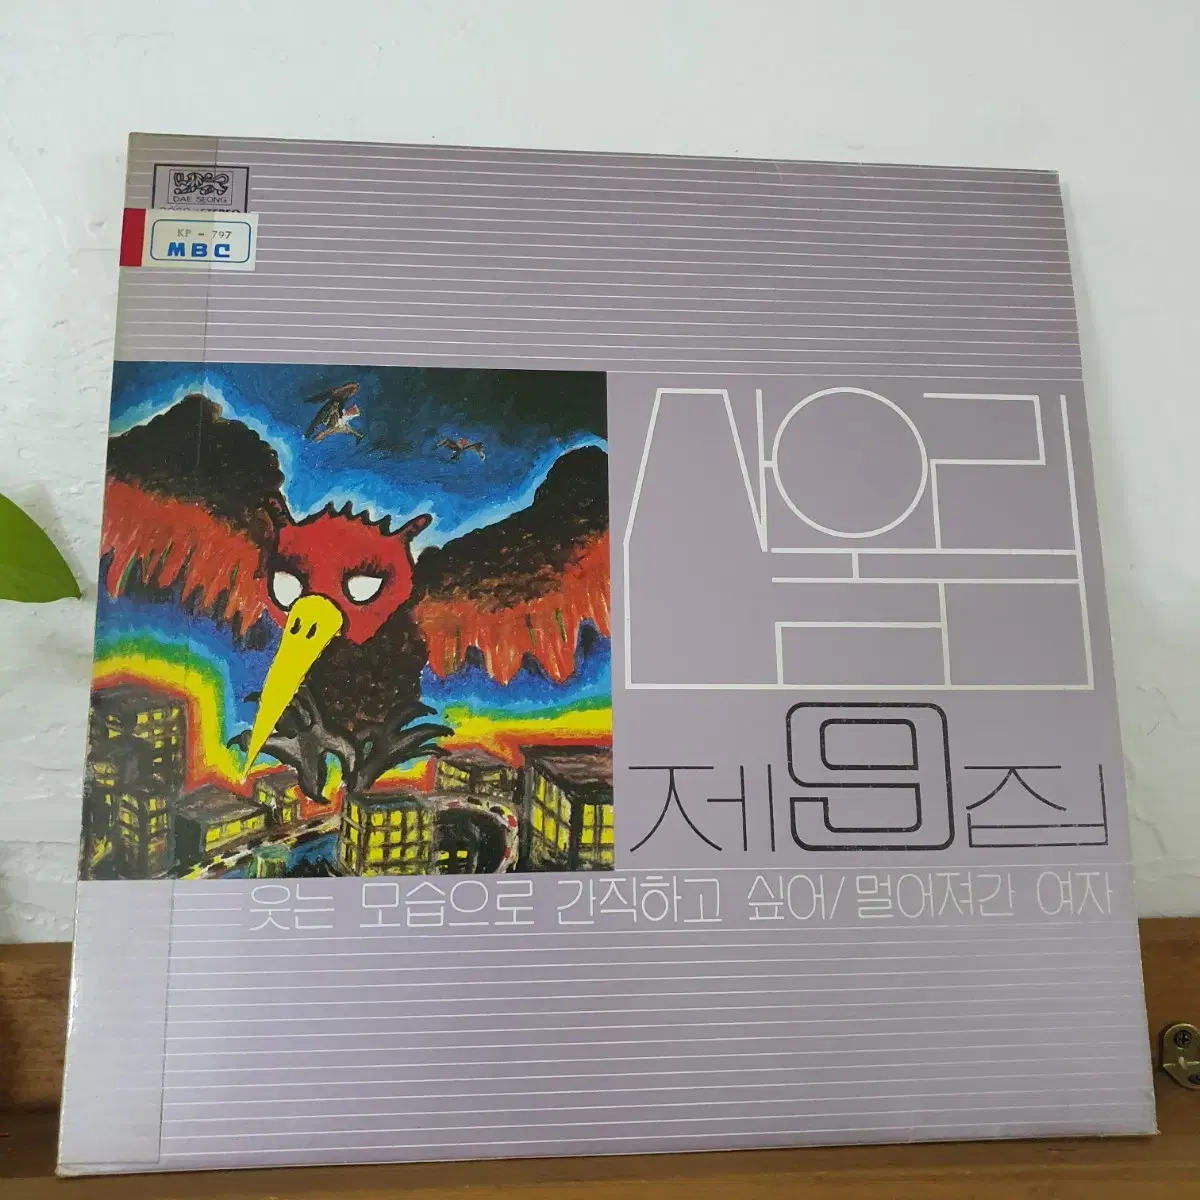 DAE SEONG
KP - 797
MBC
산울림
제9집
웃는 모습으로 간직하고 싶어/멀어져간 여자